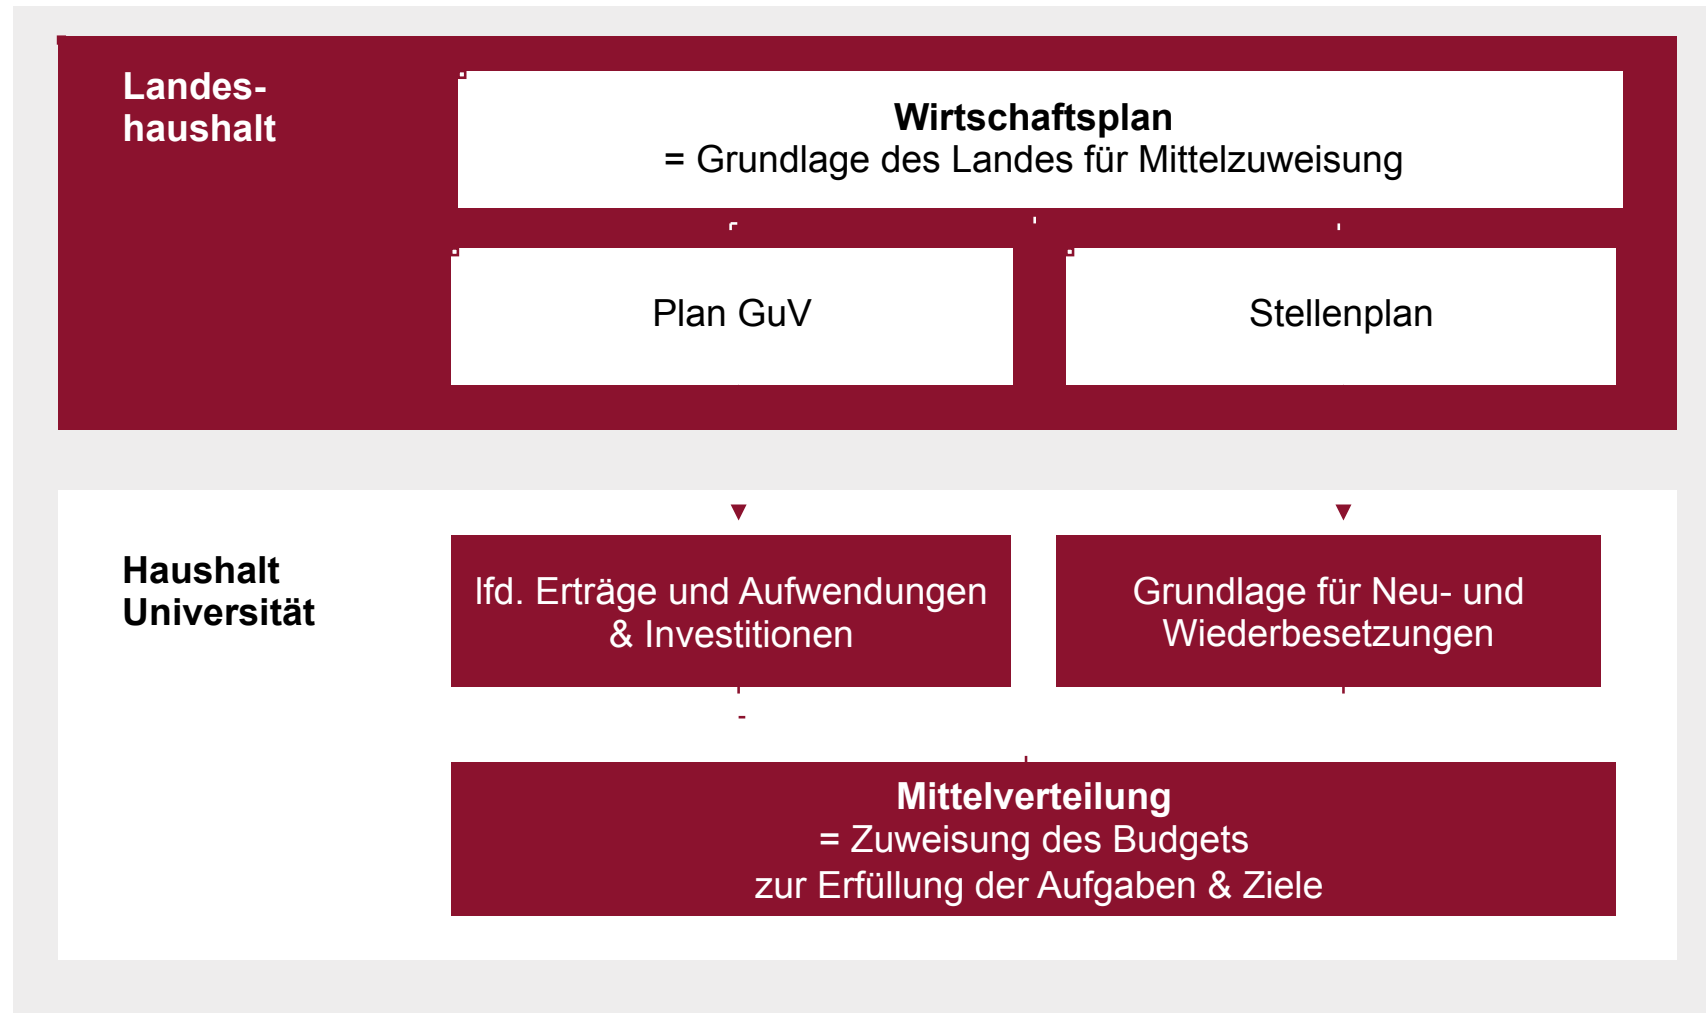 Landes-
haushalt
Wirtschaftsplan
= Grundlage des Landes für Mittelzuweisung
Plan GuV
Stellenplan
Haushalt
Universität
lfd. Erträge und Aufwendungen
& Investitionen
Grundlage für Neu- und
Wiederbesetzungen
Mittelverteilung
= Zuweisung des Budgets
zur Erfüllung der Aufgaben & Ziele